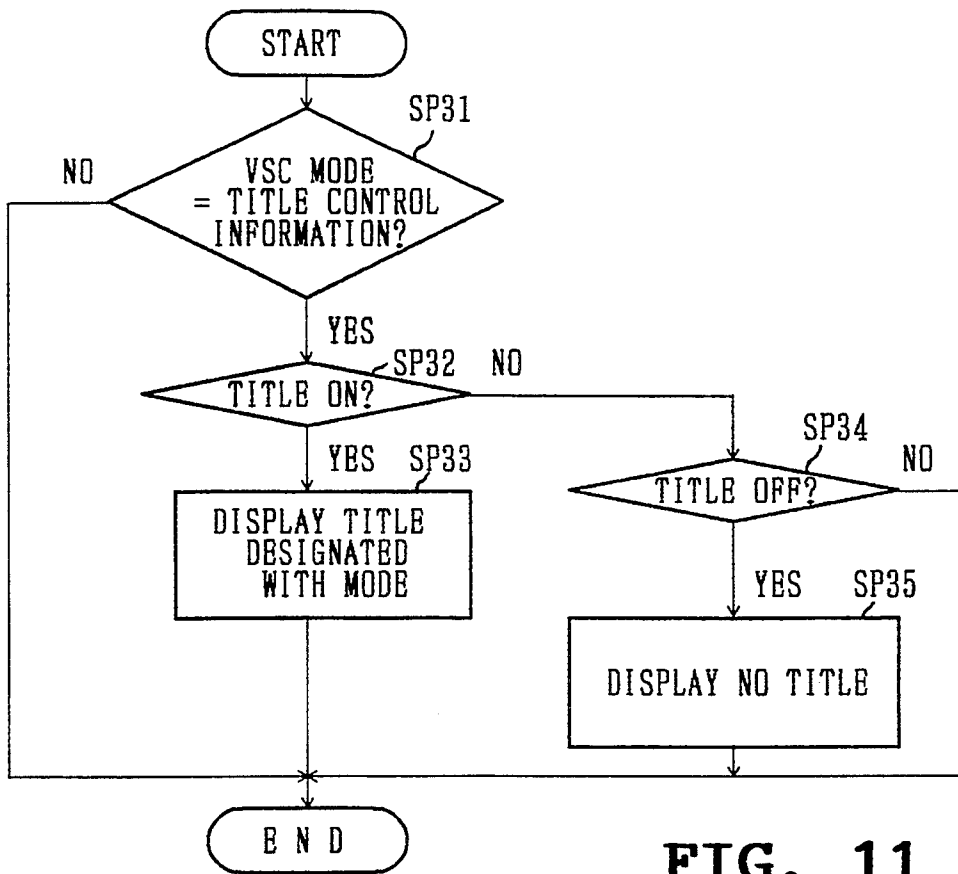 START
SP31
NO
VSC MODE
= TITLE CONTROL
INFORMATION?
YES
SP32
NO
TITLE ON?
SP34
NO
YES
SP33
TITLE OFF?
DISPLAY TITLE
DESIGNATED
WITH MODE
YES
SP35
DISPLAY NO TITLE
END
FIG. 11